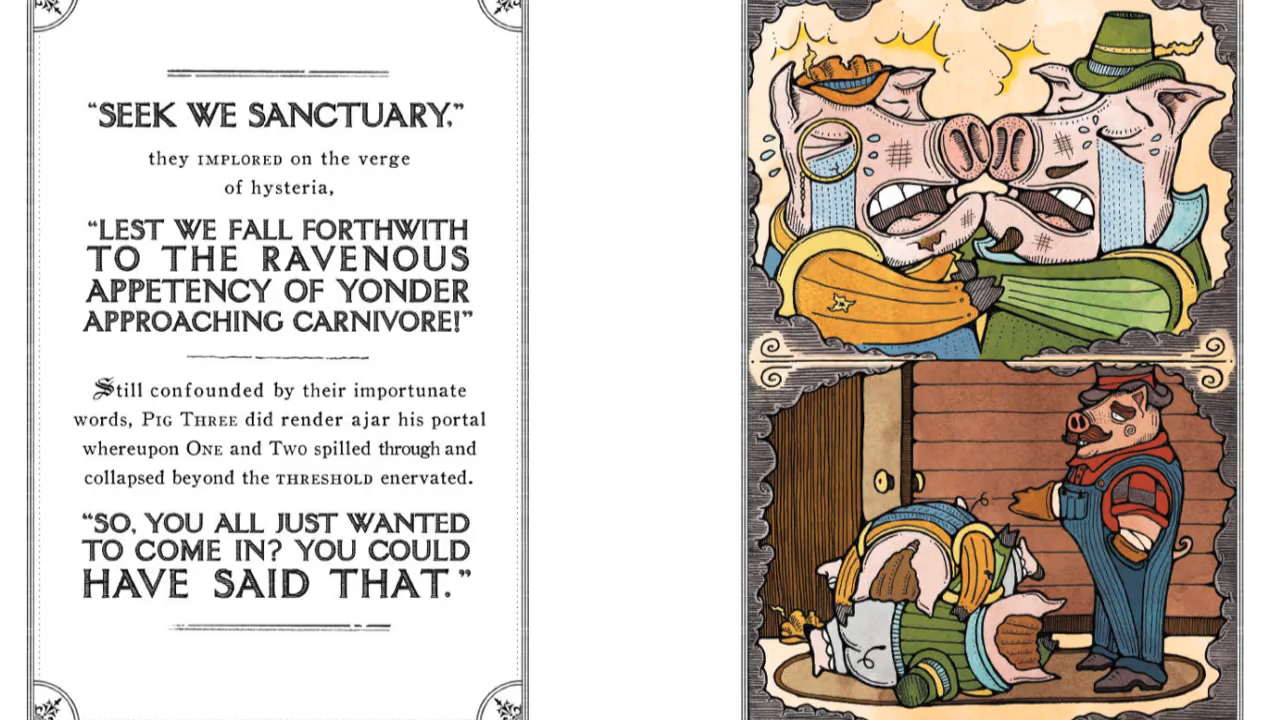 “SEEK WE SANCTUARY,”
they IMPLORED on the verge
of hysteria,
“LEST WE FALL FORTHWITH
TO THE RAVENOUS
APPETENCY OF YONDER
APPROACHING CARNIVORE!”
Still confounded by their importunate
words, PIG THREE did render ajar his portal
whereupon ONE and TWO spilled through and
collapsed beyond the THRESHOLD enervated.
“SO, YOU ALL JUST WANTED
TO COME IN? YOU COULD
HAVE SAID THAT.”